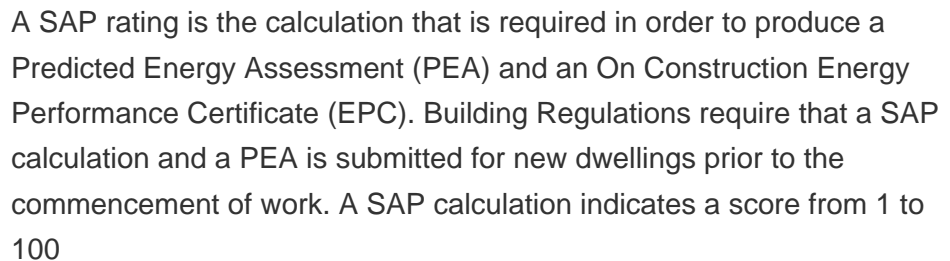 A SAP rating is the calculation that is required in order to produce a
Predicted Energy Assessment (PEA) and an On Construction Energy
Performance Certificate (EPC). Building Regulations require that a SAP
calculation and a PEA is submitted for new dwellings prior to the
commencement of work. A SAP calculation indicates a score from 1 to
100